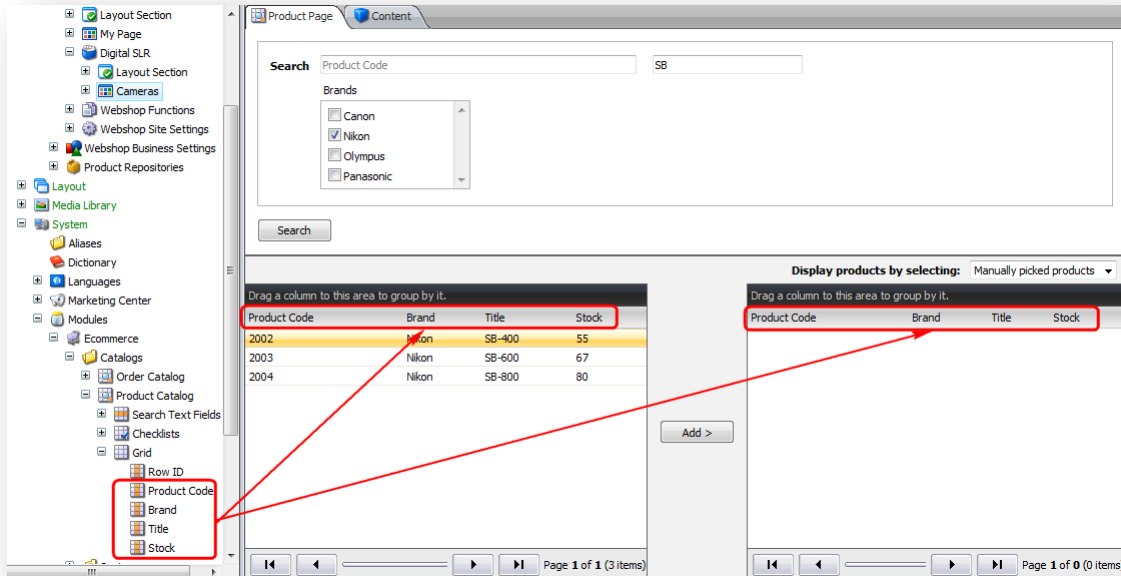 Layout Section
My Page
Digital SLR
Layout Section
Cameras
Webshop Functions
Webshop Site Settings
Webshop Business Settings
Product Repositories
Layout
Media Library
System
Aliases
Dictionary
Languages
Marketing Center
Modules
Ecommerce
Catalogs
Order Catalog
Product Catalog
Search Text Fields
Checklists
Grid
Row ID
Product Code
Brand
Title
Stock
Product Page Content
Search Product Code SB
Brands
Canon
Nikon
Olympus
Panasonic
Search
Display products by selecting: Manually picked products
Drag a column to this area to group by it.
Product Code Brand Title Stock
2002 Nikon SB-400 55
2003 Nikon SB-600 67
2004 Nikon SB-800 80
Page 1 of 1 (3 items)
Add >
Drag a column to this area to group by it.
Product Code Brand Title Stock
Page 1 of 0 (0 items